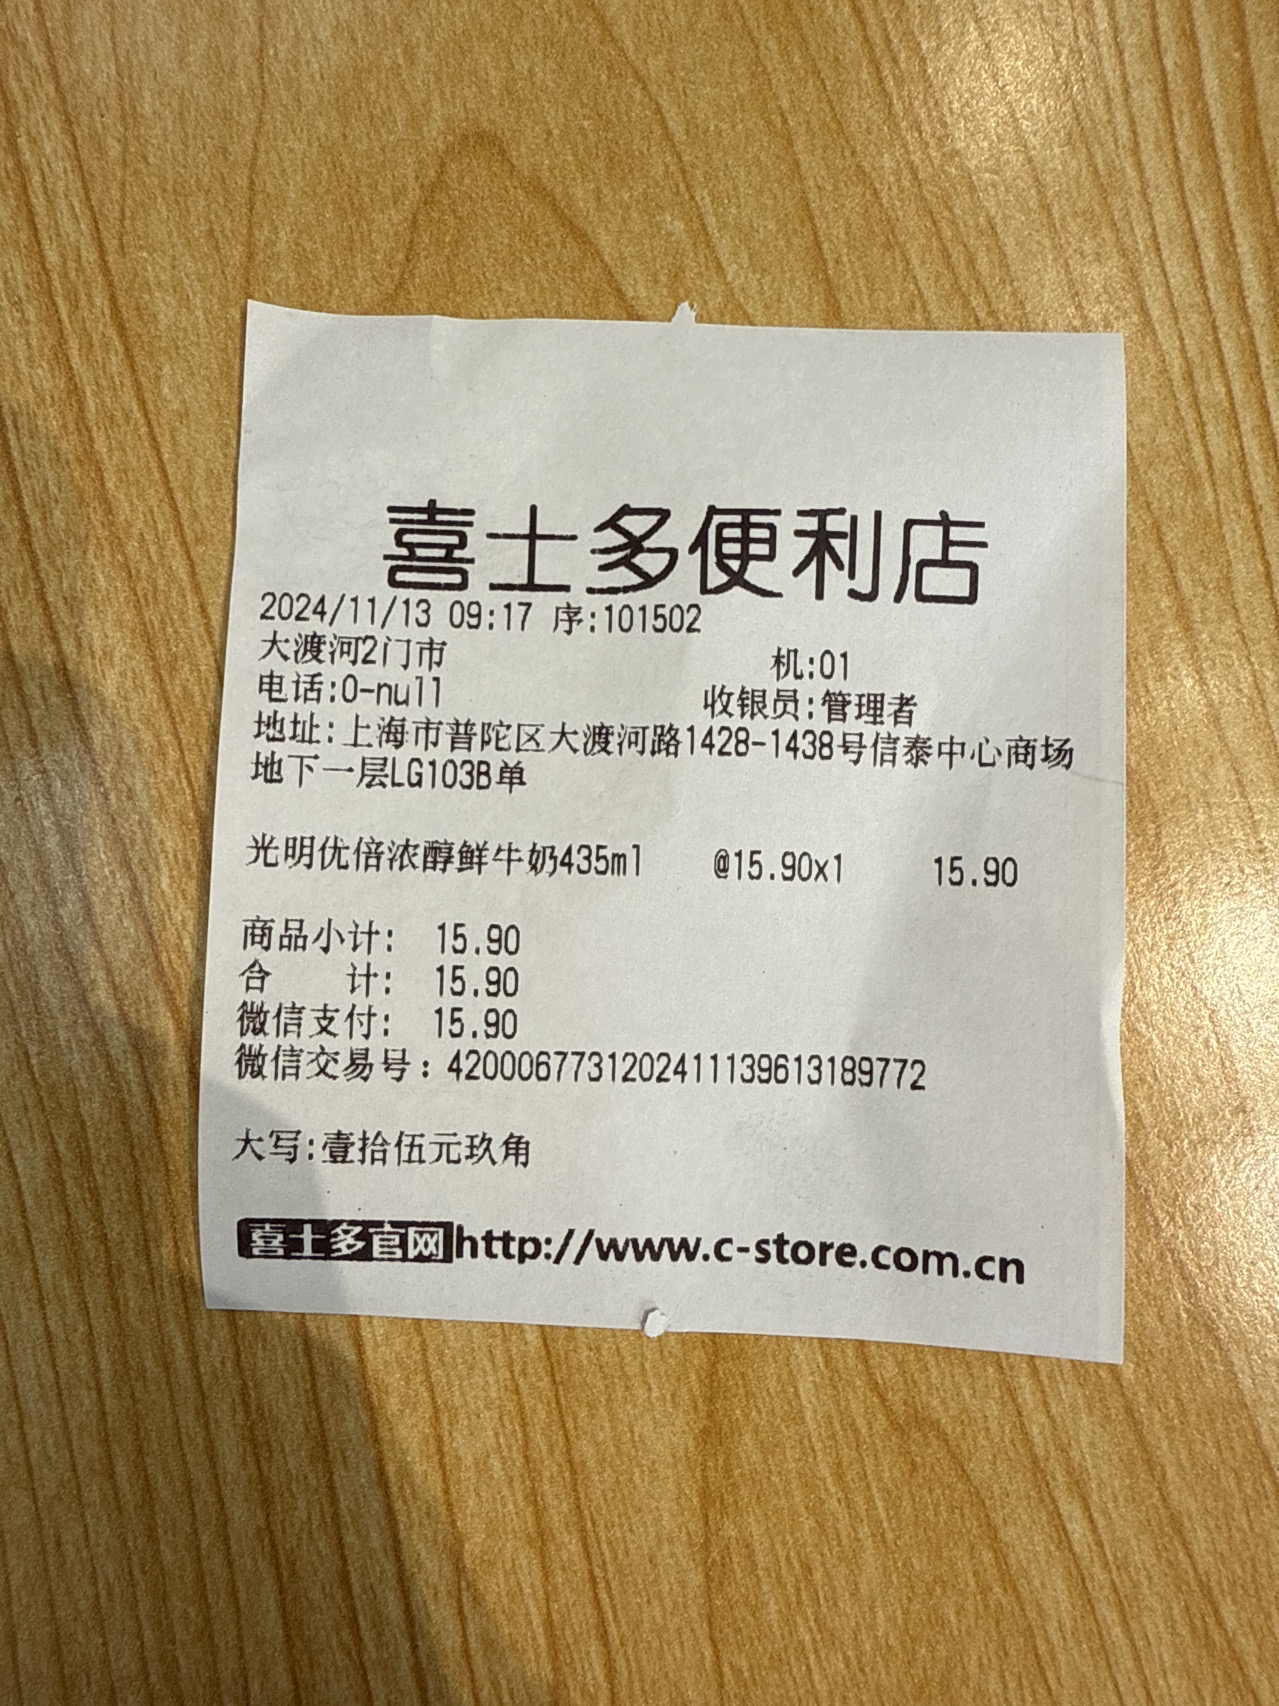 喜士多便利店
2024/11/13 09:17 序:101502
大渡河2门市 机:01
电话:0-null 收银员:管理者
地址:上海市普陀区大渡河路1428-1438号信泰中心商场
地下一层LG103B单
光明优倍浓醇鲜牛奶435ml @15.90x1 15.90
商品小计: 15.90
合 计: 15.90
微信支付: 15.90
微信交易号:4200067731202411139613189772
大写:壹拾伍元玖角
喜士多官网http://www.c-store.com.cn